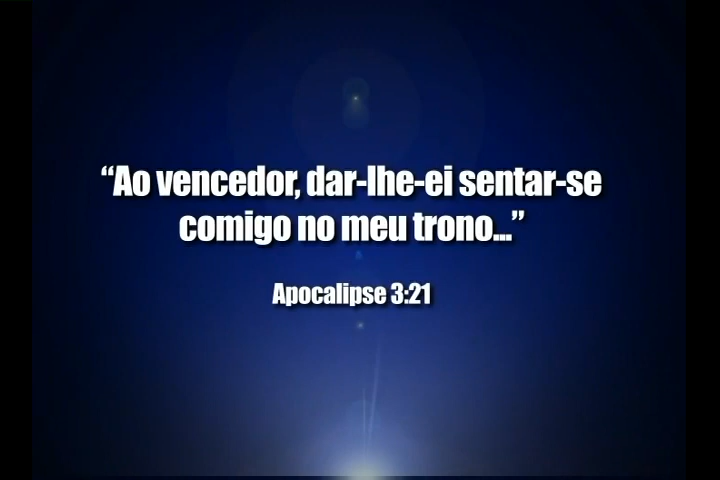 “Ao vencedor, dar-lhe-ei sentar-se
comigo no meu trono...”
Apocalipse 3:21